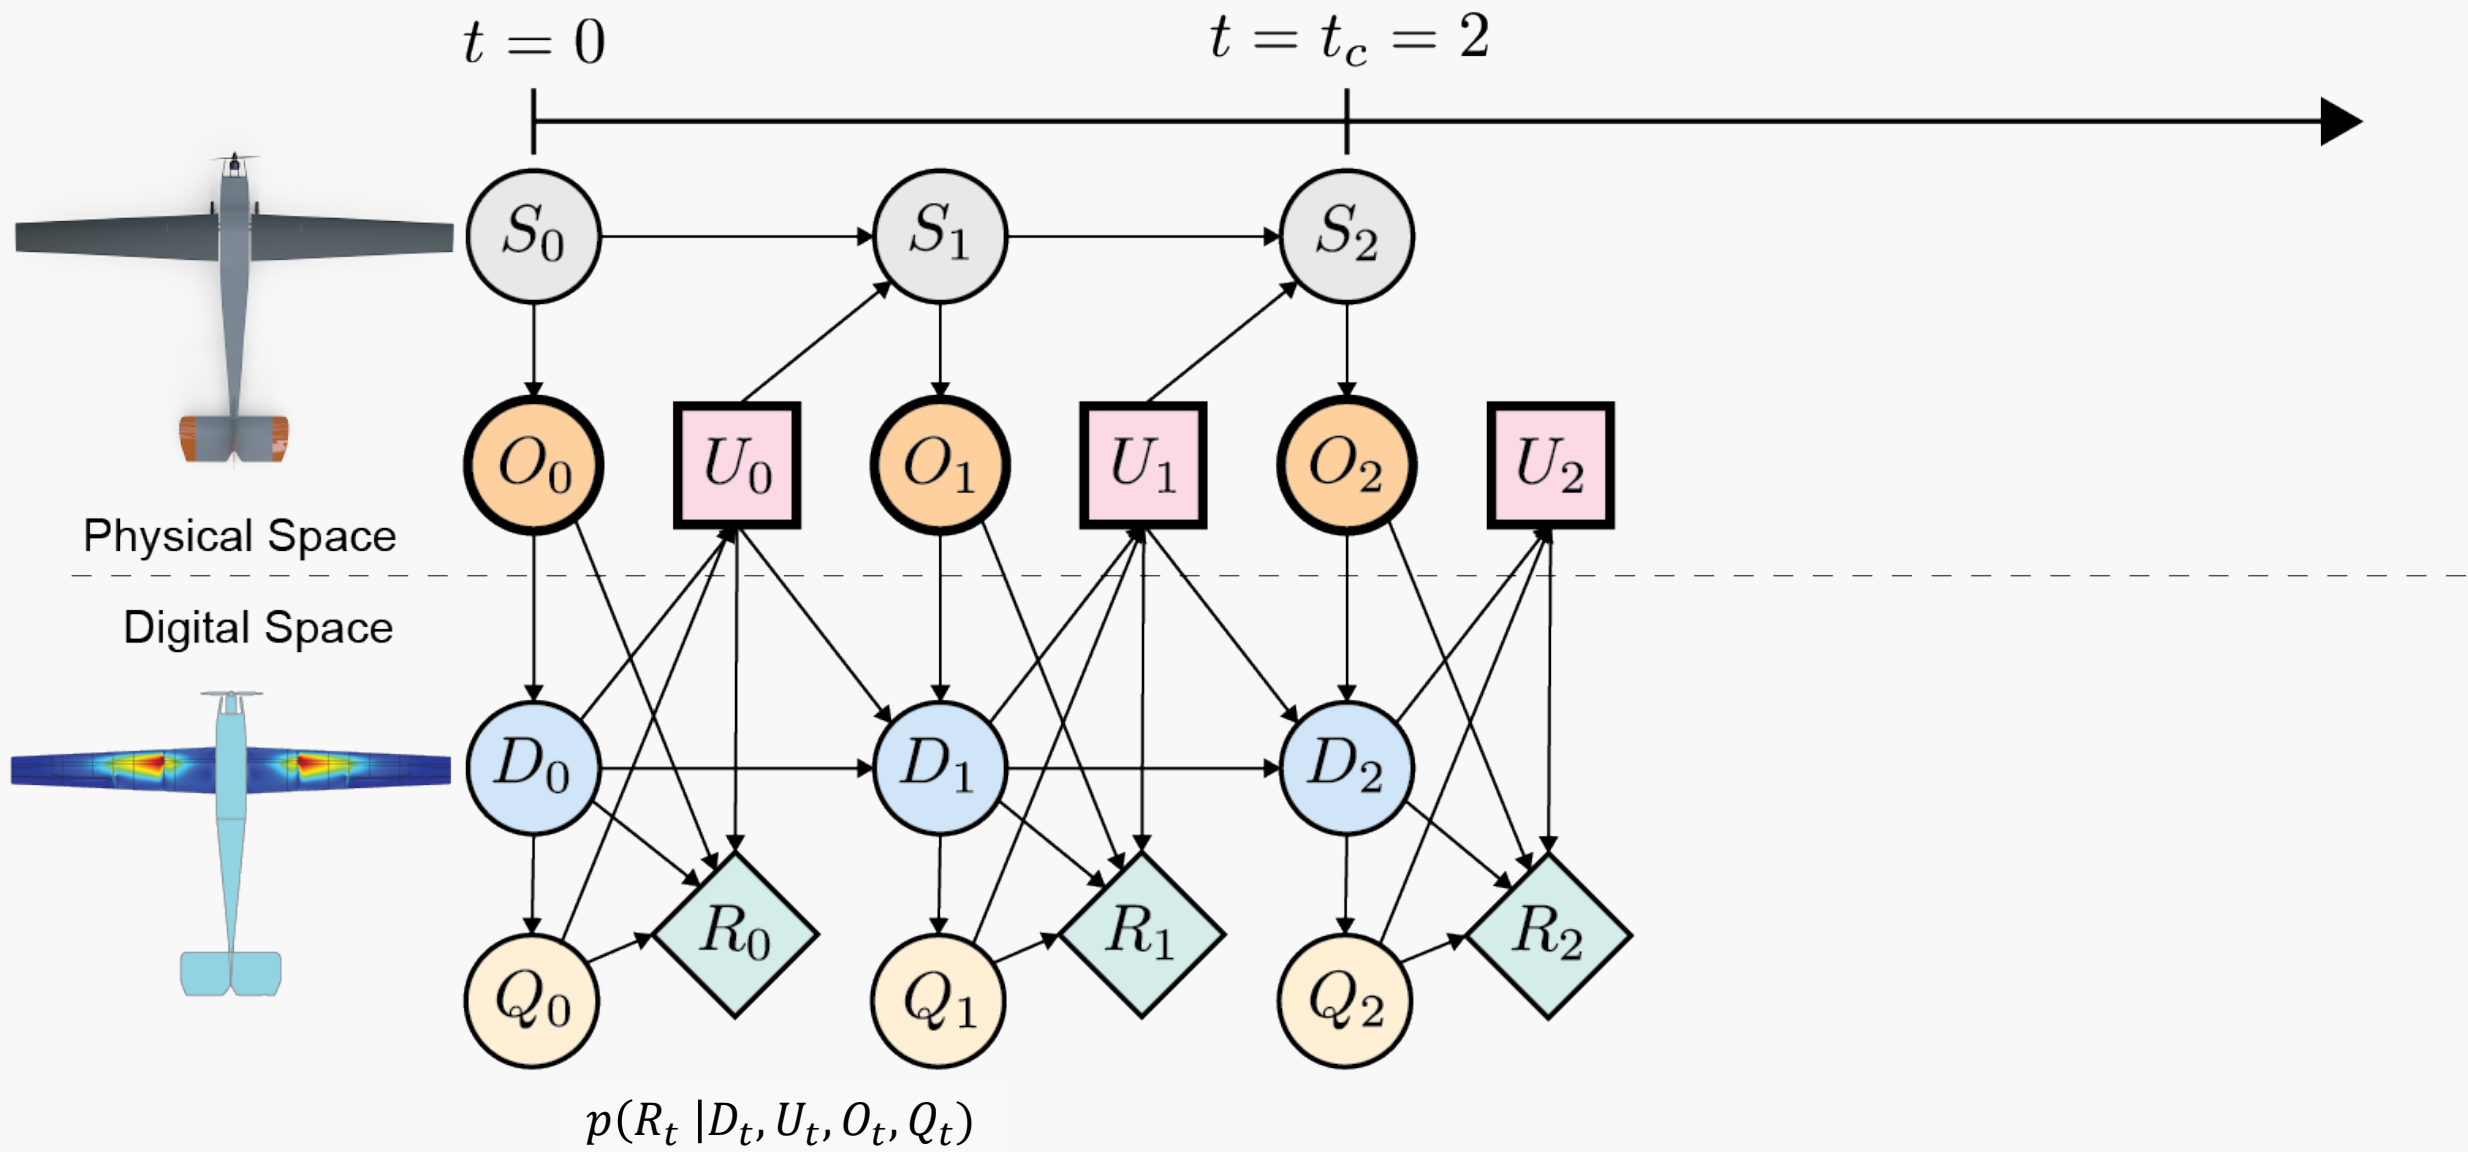 t = 0
t = t_c = 2
S_0
S_1
S_2
O_0
U_0
O_1
U_1
O_2
U_2
Physical Space
Digital Space
D_0
D_1
D_2
R_0
R_1
R_2
Q_0
Q_1
Q_2
p(R_t |D_t, U_t, O_t, Q_t)